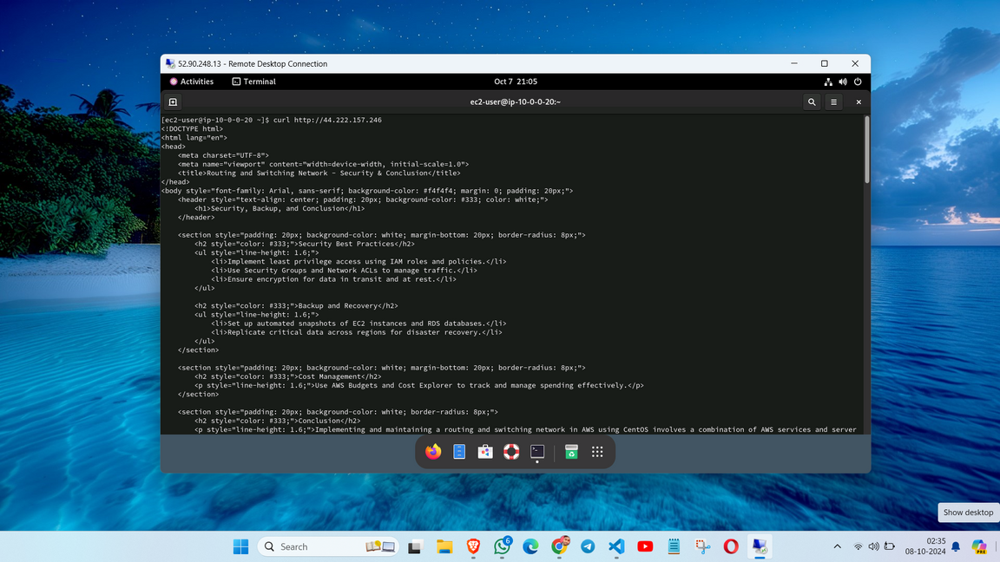 52.90.248.13 - Remote Desktop Connection
Activities
Terminal
Oct 7 21:05
ec2-user@ip-10-0-0-20:~
[ec2-user@ip-10-0-0-20 ~]$ curl http://44.222.157.246
<!DOCTYPE html>
<html lang="en">
<head>
    <meta charset="UTF-8">
    <meta name="viewport" content="width=device-width, initial-scale=1.0">
    <title>Routing and Switching Network - Security & Conclusion</title>
</head>
<body style="font-family: Arial, sans-serif; background-color: #f4f4f4; margin: 0; padding: 20px;">
    <header style="text-align: center; padding: 20px; background-color: #333; color: white;">
        <h1>Security, Backup, and Conclusion</h1>
    </header>
    <section style="padding: 20px; background-color: white; margin-bottom: 20px; border-radius: 8px;">
        <h2 style="color: #333;">Security Best Practices</h2>
        <ul style="line-height: 1.6;">
            <li>Implement least privilege access using IAM roles and policies.</li>
            <li>Use Security Groups and Network ACLs to manage traffic.</li>
            <li>Ensure encryption for data in transit and at rest.</li>
        </ul>
        <h2 style="color: #333;">Backup and Recovery</h2>
        <ul style="line-height: 1.6;">
            <li>Set up automated snapshots of EC2 instances and RDS databases.</li>
            <li>Replicate critical data across regions for disaster recovery.</li>
        </ul>
    </section>
    <section style="padding: 20px; background-color: white; margin-bottom: 20px; border-radius: 8px;">
        <h2 style="color: #333;">Cost Management</h2>
        <p style="line-height: 1.6;">Use AWS Budgets and Cost Explorer to track and manage spending effectively.</p>
    </section>
    <section style="padding: 20px; background-color: white; border-radius: 8px;">
        <h2 style="color: #333;">Conclusion</h2>
        <p style="line-height: 1.6;">Implementing and maintaining a routing and switching network in AWS using CentOS involves a combination of AWS services and server
Show desktop
Search
6
02:35
08-10-2024
PRE